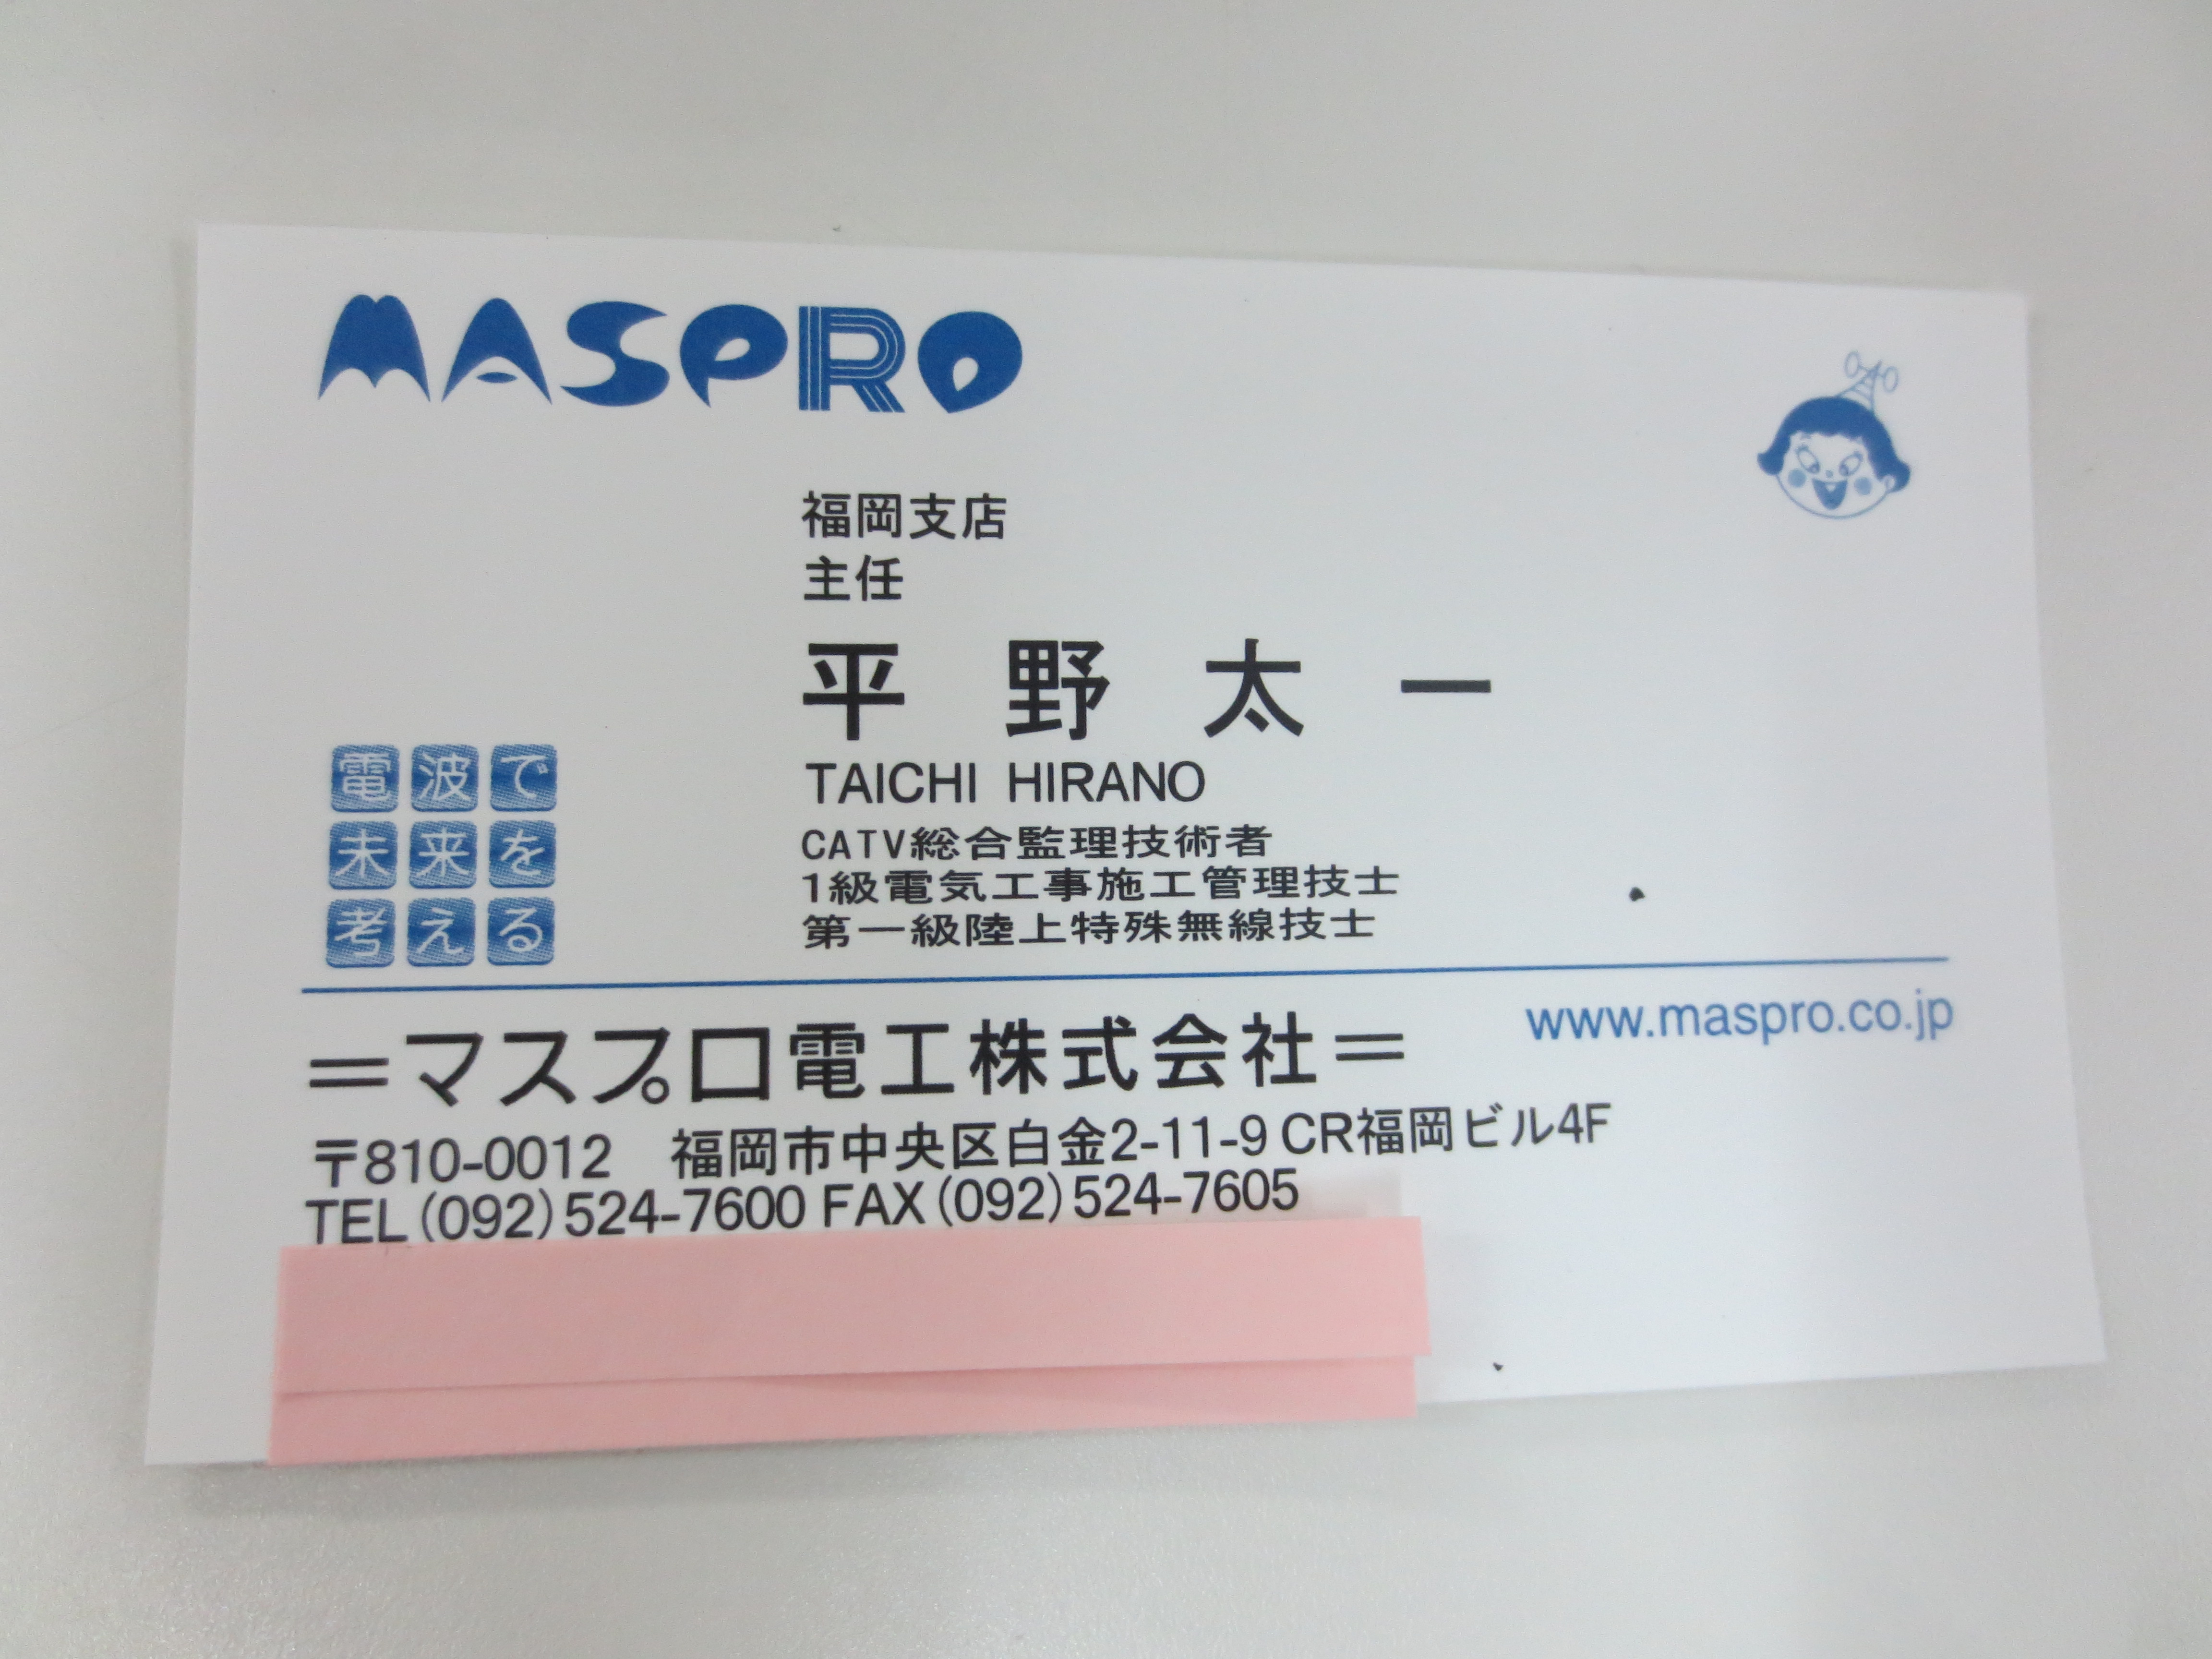 MASPRO
福岡支店
主任
平野太一
TAICHI HIRANO
CATV総合監理技術者
1級電気工事施工管理技士
第一級陸上特殊無線技士
電波で
未来を
考える
=マスプロ電工株式会社=
www.maspro.co.jp
〒810-0012 福岡市中央区白金2-11-9 CR福岡ビル4F
TEL(092)524-7600 FAX(092)524-7605